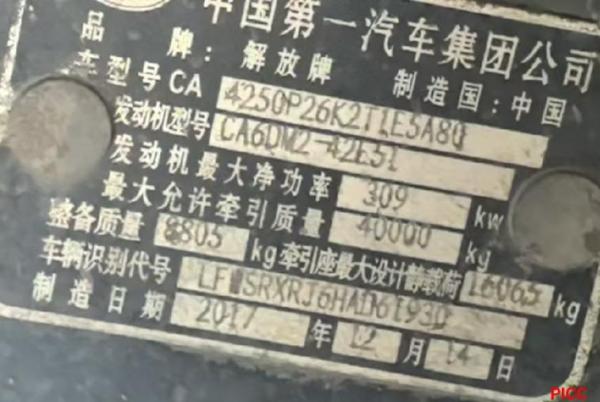 中国第一汽车集团公司
品 牌：解放牌 制造国：中国
车型号CA 4250P26K2T1E5A80
发动机型号 CA6DM2-42E51
发动机最大净功率 309 kw
最大允许牵引质量 40000 kg
整备质量 8805 kg 牵引座最大设计静载荷 16065 kg
车辆识别代号
制造日期 2017 年 12 月 14 日
PICC